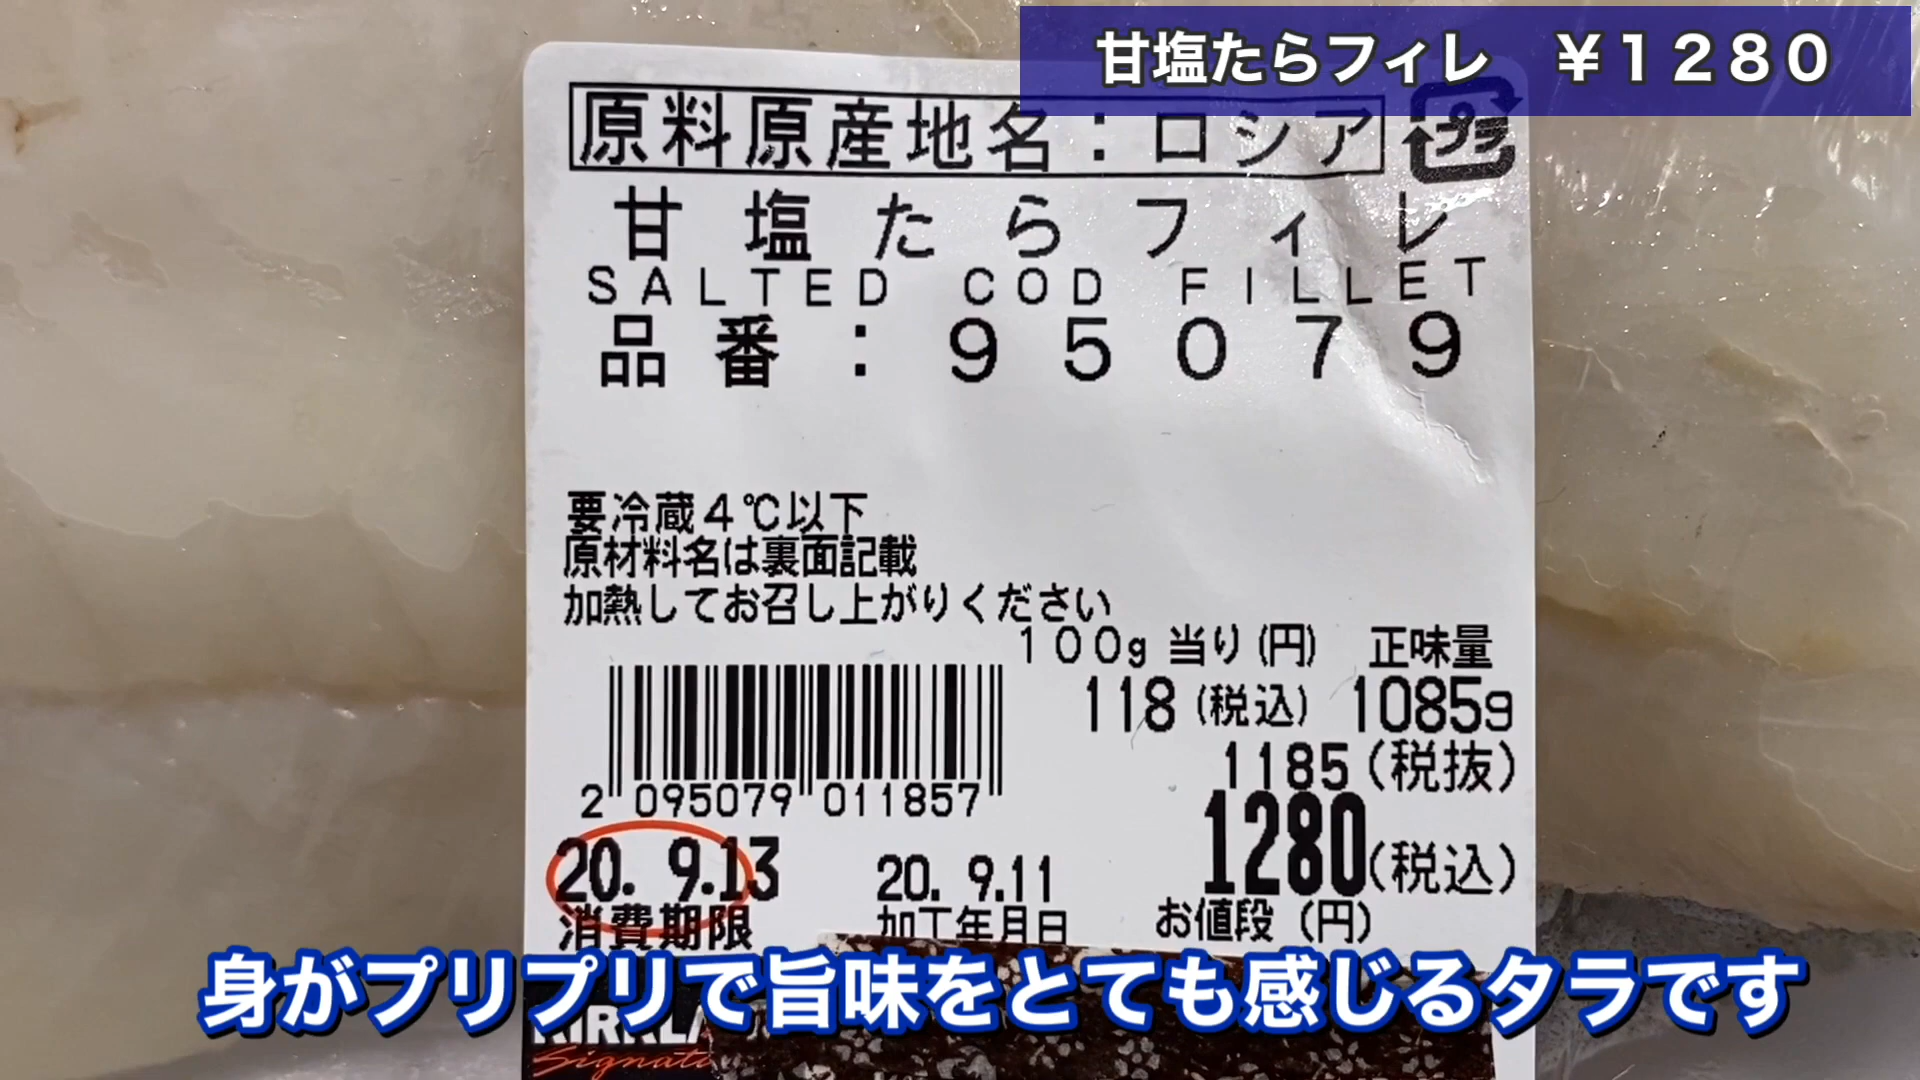 甘塩たらフィレ　￥１２８０
原料原産地名：ロシア
プラ
甘塩たらフィレ
SALTED COD FILLET
品番：95079
要冷蔵４℃以下
原材料名は裏面記載
加熱してお召し上がりください
100g当り(円) 正味量
118(税込) 1085g
1185(税抜)
1280(税込)
お値段(円)
2 095079 011857
20. 9.13 20. 9.11
消費期限 加工年月日
身がプリプリで旨味をとても感じるタラです
Signatu